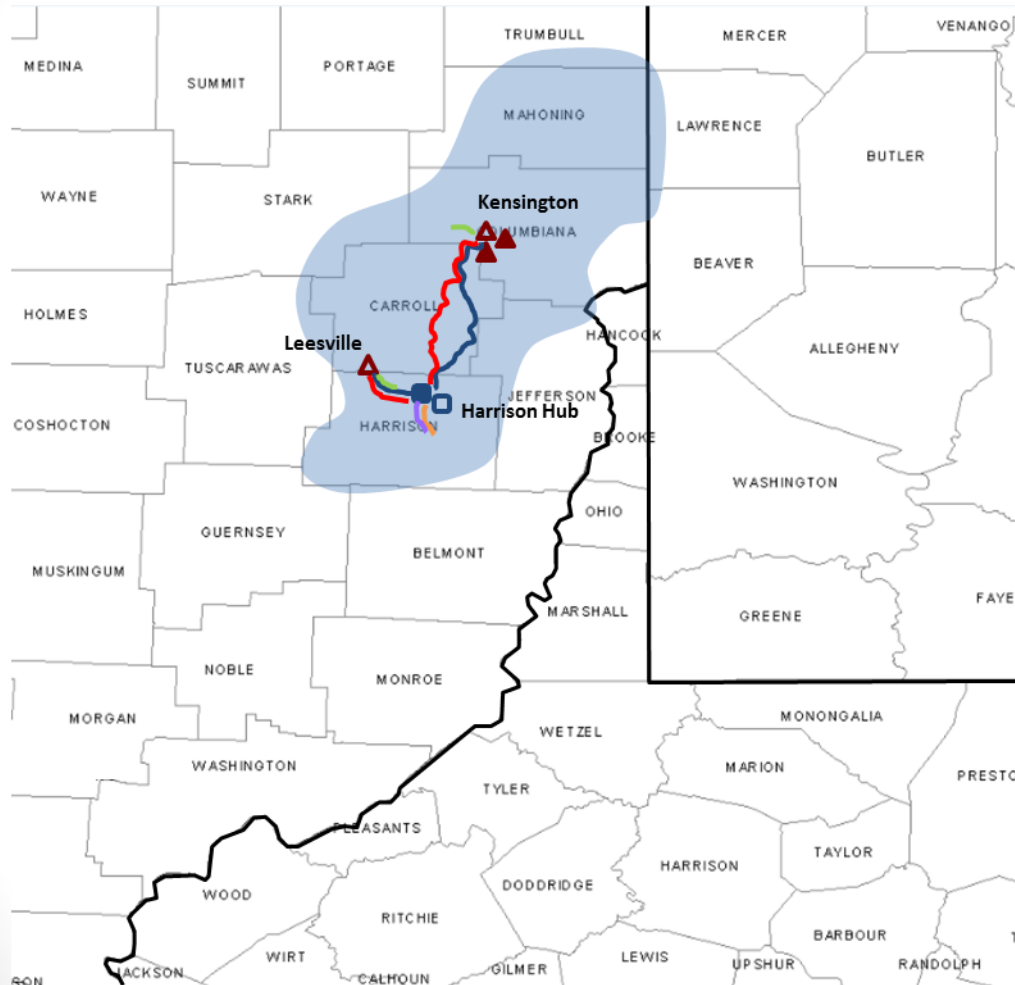 TRUMBULL
MERCER
VENANGO
MEDINA
SUMMIT
PORTAGE
MAHONING
LAWRENCE
BUTLER
WAYNE
STARK
Kensington
COLUMBIANA
BEAVER
HOLMES
CARROLL
HANCOCK
ALLEGHENY
Leesville
TUSCARAWAS
JEFFERSON
Harrison Hub
COSHOCTON
HARRISON
BROOKE
WASHINGTON
OHIO
GUERNSEY
BELMONT
MUSKINGUM
MARSHALL
GREENE
FAYE
NOBLE
MONROE
MORGAN
WETZEL
MONONGALIA
WASHINGTON
MARION
PRESTO
TYLER
PLEASANTS
TAYLOR
HARRISON
DODDRIDGE
WOOD
RITCHIE
BARBOUR
WIRT
LEWIS
UPSHUR
RANDOLPH
JACKSON
GILMER
CALHOUN
SON